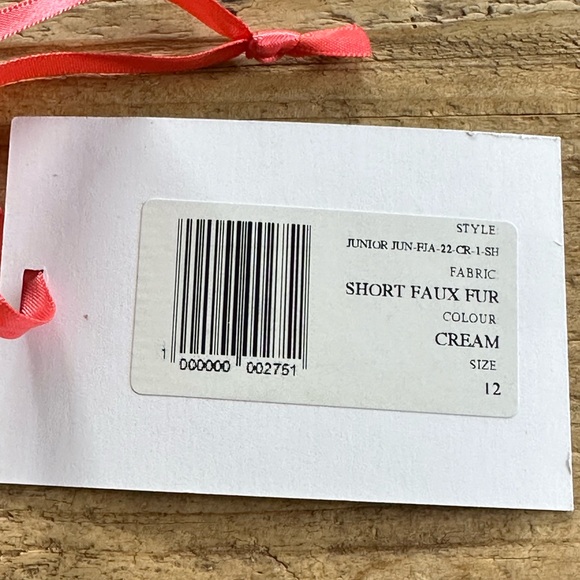 STYLE
JUNIOR JUN-FJA-22-CR-1-SH
FABRIC
SHORT FAUX FUR
COLOUR
CREAM
SIZE
12
1 000000 002751